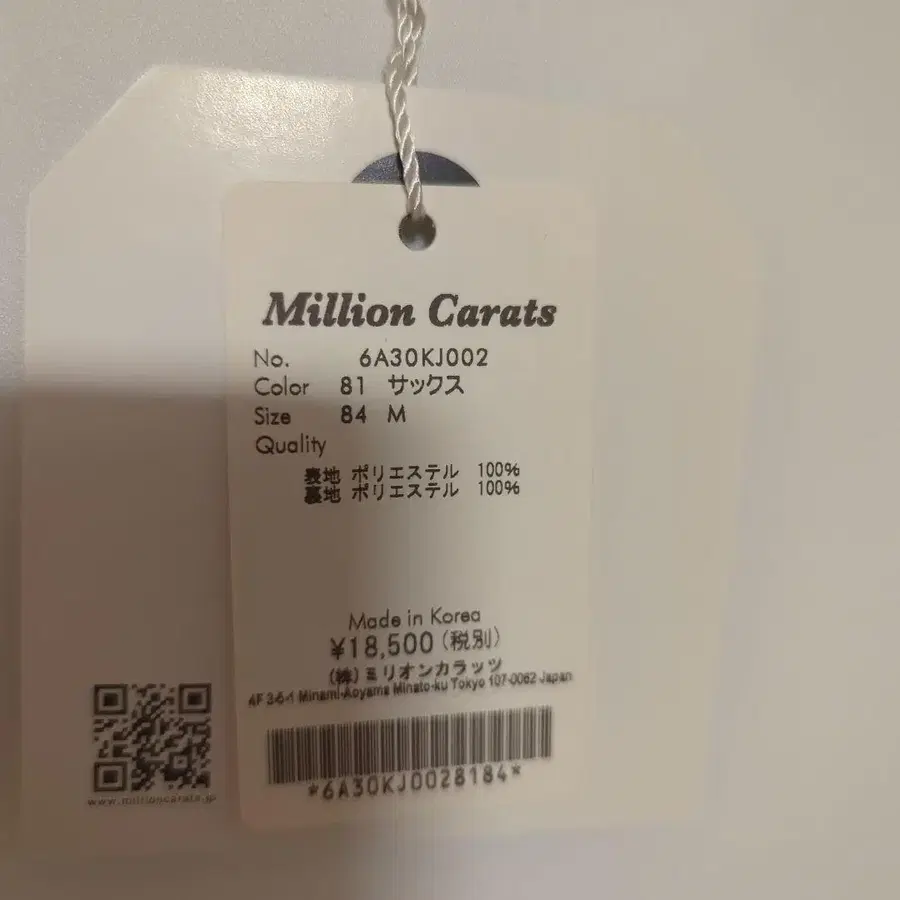 Million Carats
No. 6A30KJ002
Color 81 サックス
Size 84 M
Quality
表地 ポリエステル 100%
裏地 ポリエステル 100%
Made in Korea
¥18,500(税別)
(株)ミリオンカラッツ
4F 3-6-1 Minami-Aoyama Minato-ku Tokyo 107-0062 Japan
*6A30KJ0028184*
www.millioncarats.jp